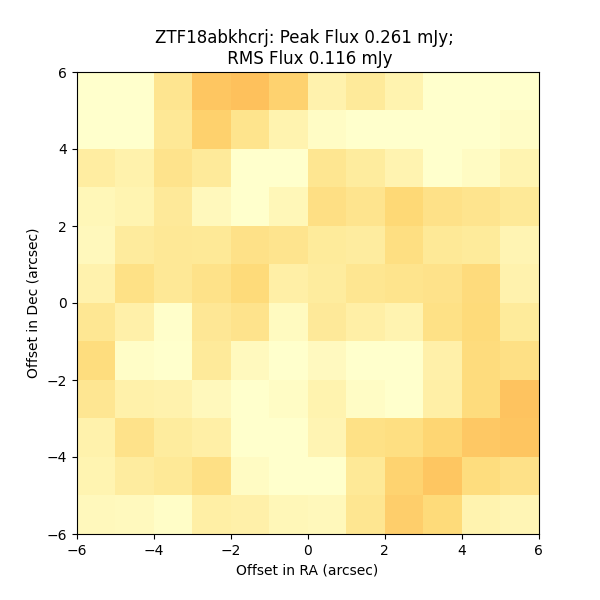 ZTF18abkhcrj: Peak Flux 0.261 mJy;
RMS Flux 0.116 mJy
6
4
2
0
−2
−4
−6
Offset in Dec (arcsec)
−6 −4 −2 0 2 4 6
Offset in RA (arcsec)